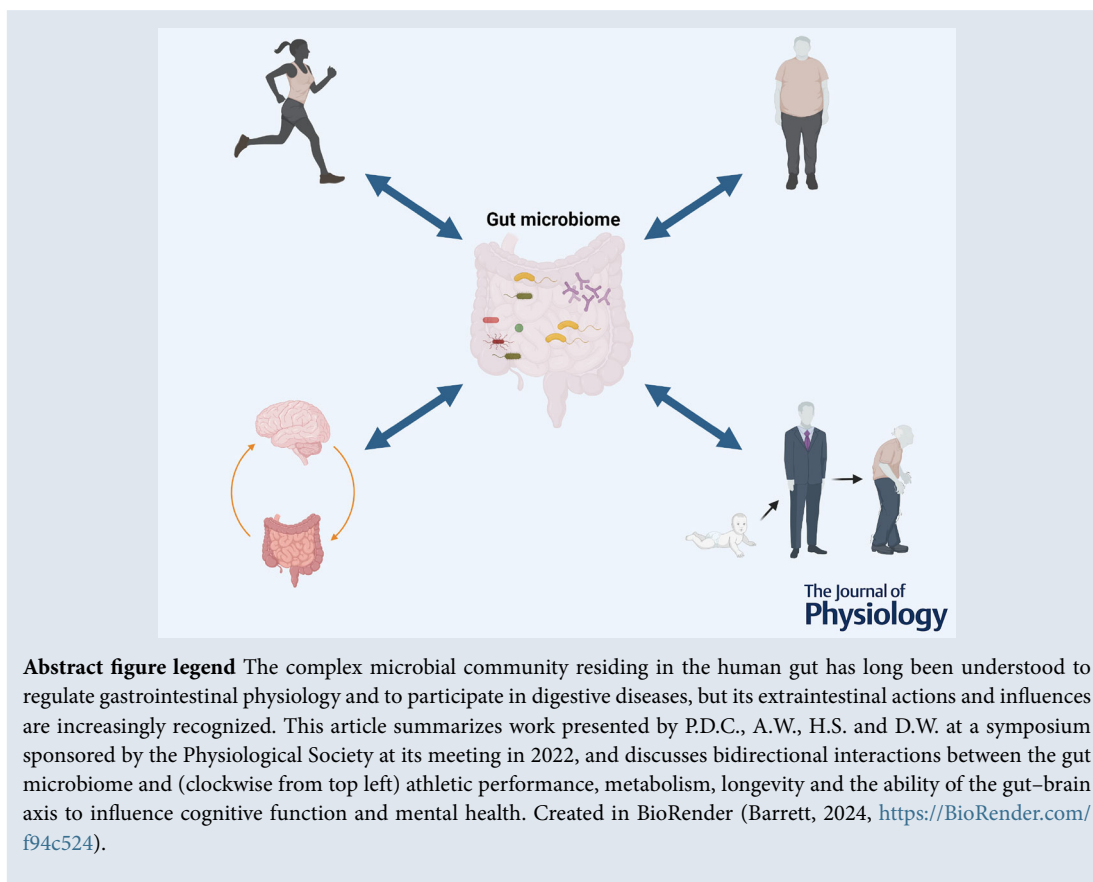 Gut microbiome
The Journal of
Physiology
Abstract figure legend The complex microbial community residing in the human gut has long been understood to
regulate gastrointestinal physiology and to participate in digestive diseases, but its extraintestinal actions and influences
are increasingly recognized. This article summarizes work presented by P.D.C., A.W., H.S. and D.W. at a symposium
sponsored by the Physiological Society at its meeting in 2022, and discusses bidirectional interactions between the gut
microbiome and (clockwise from top left) athletic performance, metabolism, longevity and the ability of the gut–brain
axis to influence cognitive function and mental health. Created in BioRender (Barrett, 2024, https://BioRender.com/
f94c524).